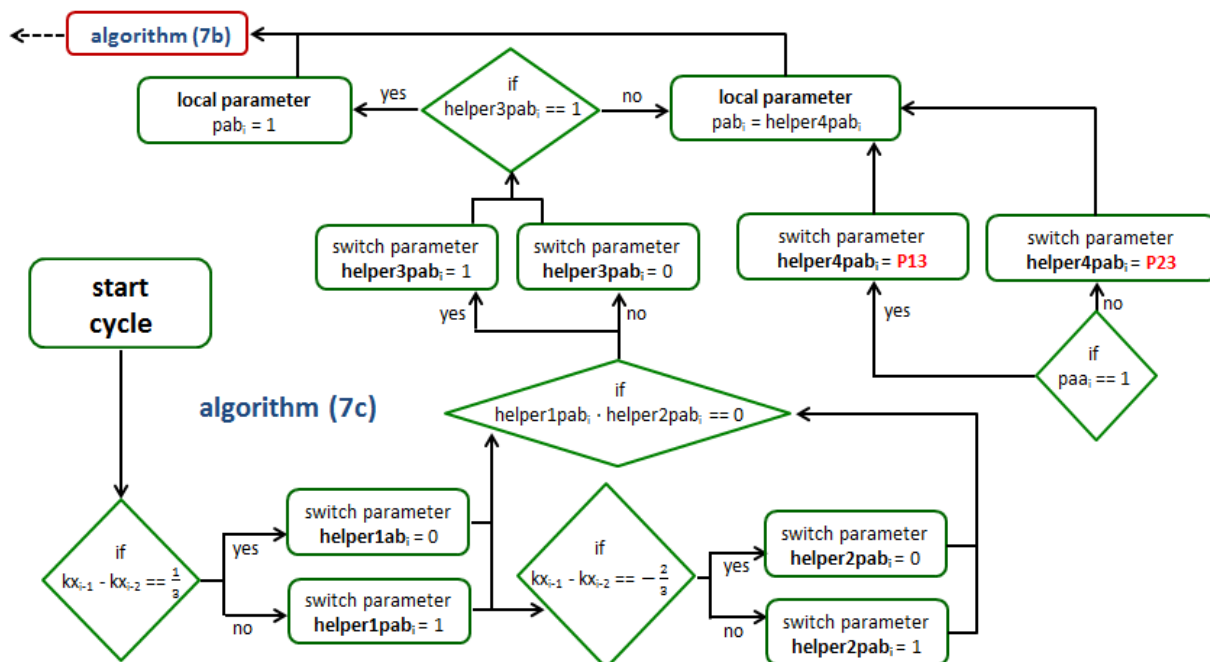 algorithm (7b)
local parameter
pabᵢ = 1
yes
if
helper3pabᵢ == 1
no
local parameter
pabᵢ = helper4pabᵢ
switch parameter
helper3pabᵢ = 1
switch parameter
helper3pabᵢ = 0
switch parameter
helper4pabᵢ = P13
switch parameter
helper4pabᵢ = P23
start
cycle
yes
no
yes
no
if
paaᵢ == 1
if
helper1pabᵢ · helper2pabᵢ == 0
algorithm (7c)
if
kxᵢ₋₁ - kxᵢ₋₂ == 1/3
yes
no
switch parameter
helper1abᵢ = 0
switch parameter
helper1pabᵢ = 1
if
kxᵢ₋₁ - kxᵢ₋₂ == −2/3
yes
no
switch parameter
helper2pabᵢ = 0
switch parameter
helper2pabᵢ = 1